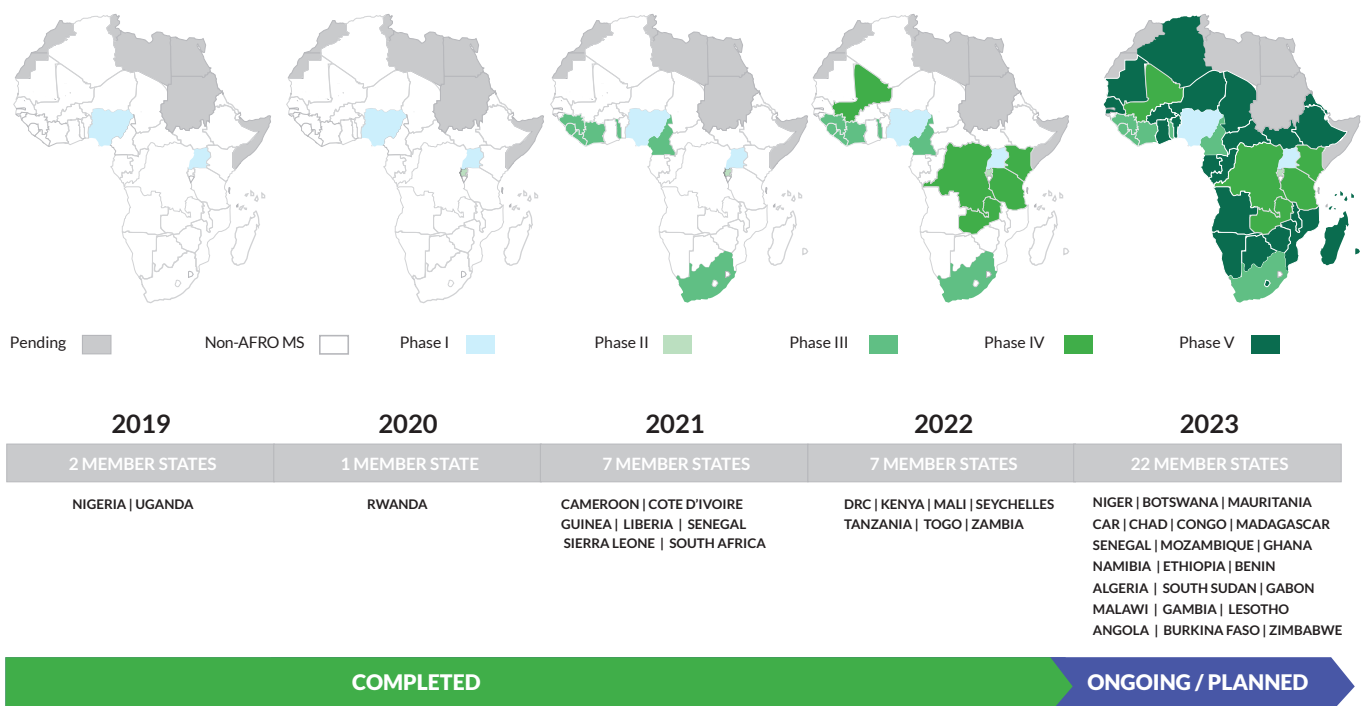 Pending
Non-AFRO MS
Phase I
Phase II
Phase III
Phase IV
Phase V
2019
2 MEMBER STATES
NIGERIA | UGANDA
2020
1 MEMBER STATE
RWANDA
2021
7 MEMBER STATES
CAMEROON | COTE D'IVOIRE
GUINEA | LIBERIA | SENEGAL
SIERRA LEONE | SOUTH AFRICA
2022
7 MEMBER STATES
DRC | KENYA | MALI | SEYCHELLES
TANZANIA | TOGO | ZAMBIA
2023
22 MEMBER STATES
NIGER | BOTSWANA | MAURITANIA
CAR | CHAD | CONGO | MADAGASCAR
SENEGAL | MOZAMBIQUE | GHANA
NAMIBIA | ETHIOPIA | BENIN
ALGERIA | SOUTH SUDAN | GABON
MALAWI | GAMBIA | LESOTHO
ANGOLA | BURKINA FASO | ZIMBABWE
COMPLETED
ONGOING / PLANNED